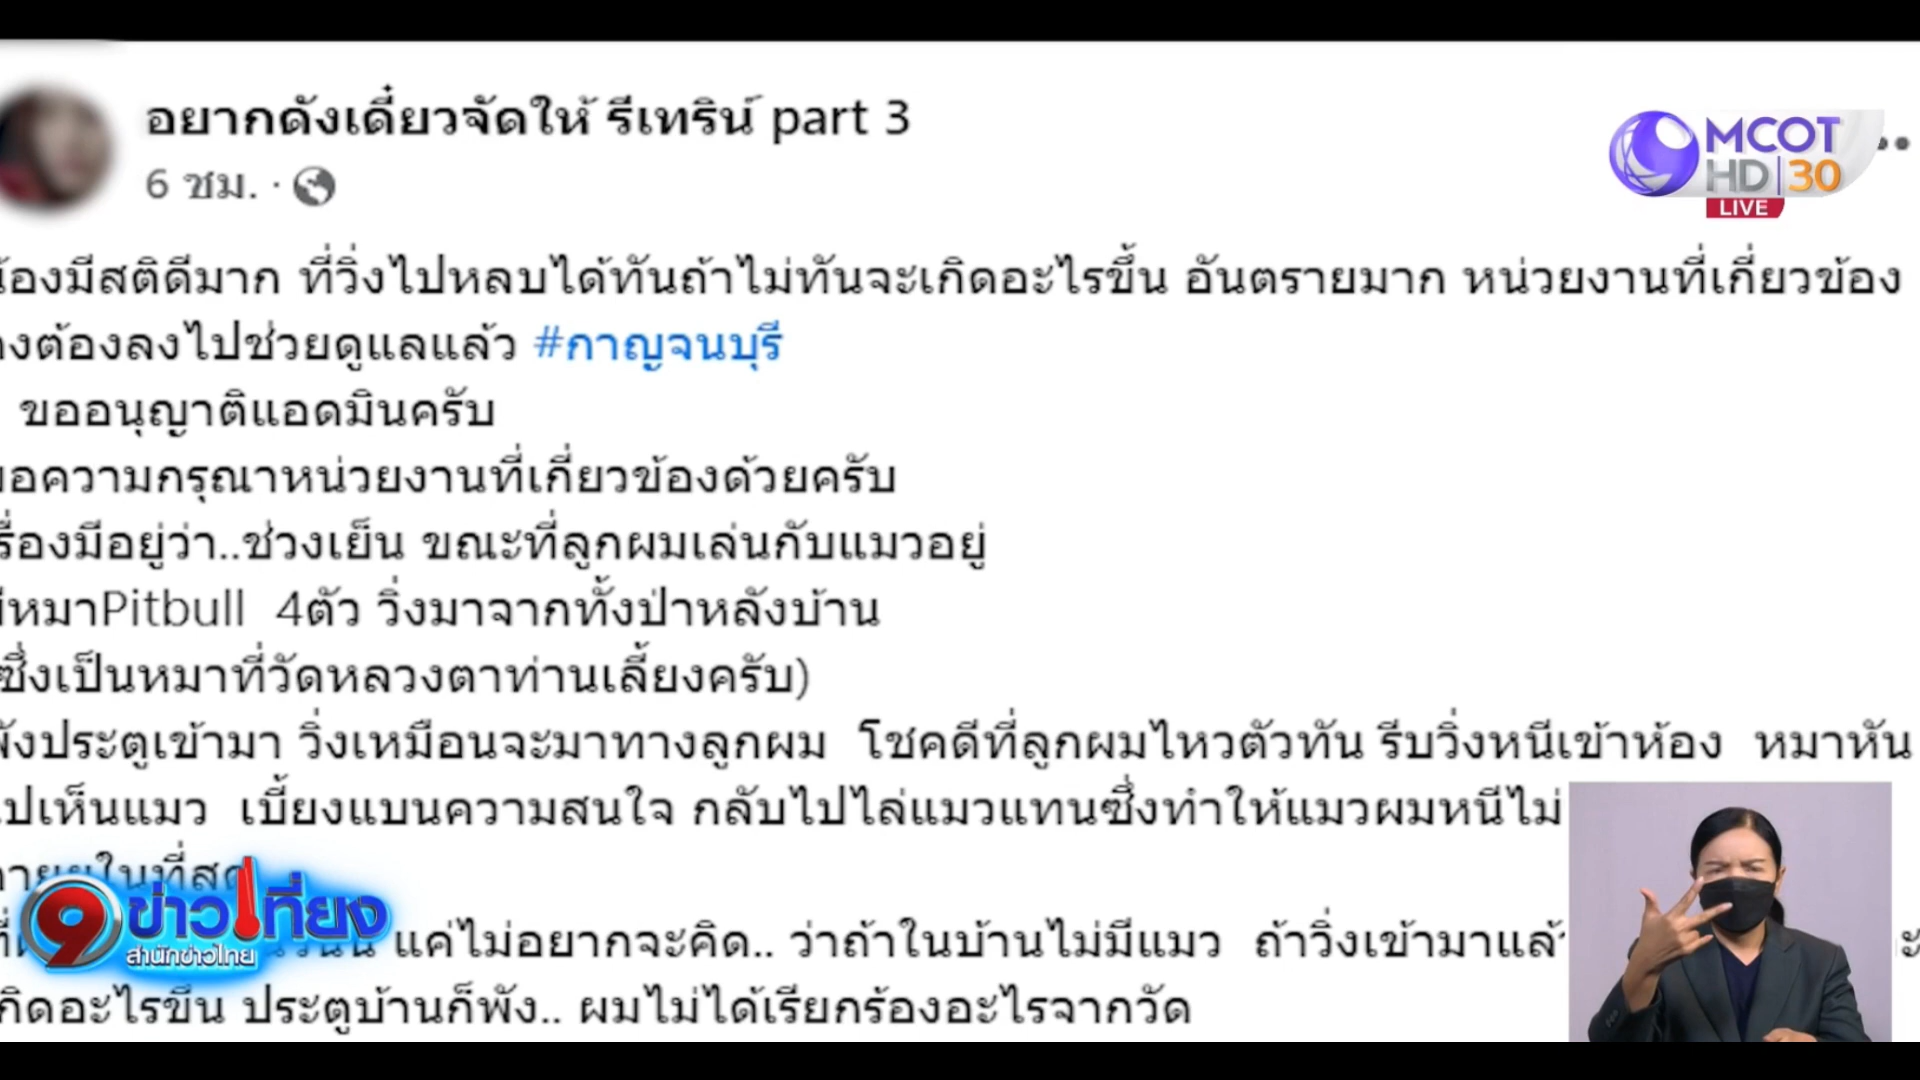 อยากดังเดี๋ยวจัดให้ รีเทริน์ part 3
6 ชม.
MCOT
HD 30
LIVE
น้องมีสติดีมาก ที่วิ่งไปหลบได้ทันถ้าไม่ทันจะเกิดอะไรขึ้น อันตรายมาก หน่วยงานที่เกี่ยวข้อง
ต้องลงไปช่วยดูแลแล้ว #กาญจนบุรี
ขออนุญาติแอดมินครับ
ขอความกรุณาหน่วยงานที่เกี่ยวข้องด้วยครับ
เรื่องมีอยู่ว่า..ช่วงเย็น ขณะที่ลูกผมเล่นกับแมวอยู่
มีหมาPitbull 4ตัว วิ่งมาจากทั้งป่าหลังบ้าน
ซึ่งเป็นหมาที่วัดหลวงตาท่านเลี้ยงครับ)
พังประตูเข้ามา วิ่งเหมือนจะมาทางลูกผม โชคดีที่ลูกผมไหวตัวทัน รีบวิ่งหนีเข้าห้อง หมาหัน
ไปเห็นแมว เบี้ยงแบนความสนใจ กลับไปไล่แมวแทนซึ่งทำให้แมวผมหนีไม่
แค่ไม่อยากจะคิด.. ว่าถ้าในบ้านไม่มีแมว ถ้าวิ่งเข้ามาแล้ว
เกิดอะไรขึ้น ประตูบ้านก็พัง.. ผมไม่ได้เรียกร้องอะไรจากวัด
9 ข่าวเที่ยง
สำนักข่าวไทย